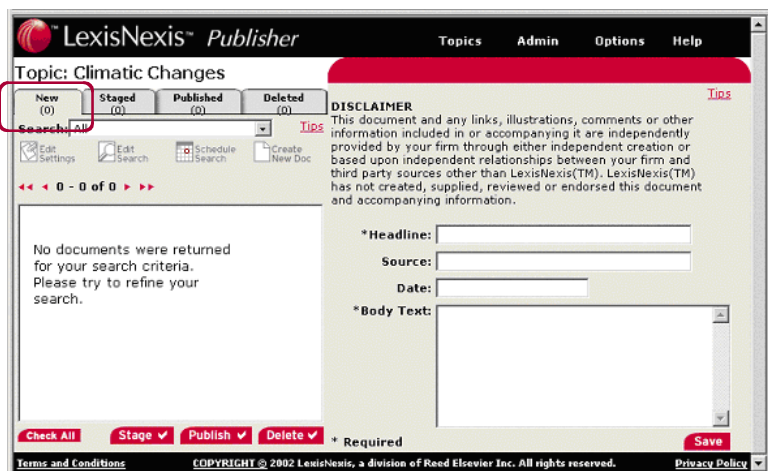 LexisNexis™ Publisher
Topics Admin Options Help
Topic: Climatic Changes
New (0)
Staged (0)
Published (0)
Deleted (0)
Search: All
Tips
Edit Settings
Edit Search
Schedule Search
Create New Doc
0 - 0 of 0
No documents were returned
for your search criteria.
Please try to refine your
search.
Check All
Stage
Publish
Delete
Tips
DISCLAIMER
This document and any links, illustrations, comments or other
information included in or accompanying it are independently
provided by your firm through either independent creation or
based upon independent relationships between your firm and
third party sources other than LexisNexis(TM). LexisNexis(TM)
has not created, supplied, reviewed or endorsed this document
and accompanying information.
*Headline:
Source:
Date:
*Body Text:
* Required
Save
Terms and Conditions
COPYRIGHT © 2002 LexisNexis, a division of Reed Elsevier Inc. All rights reserved.
Privacy Policy